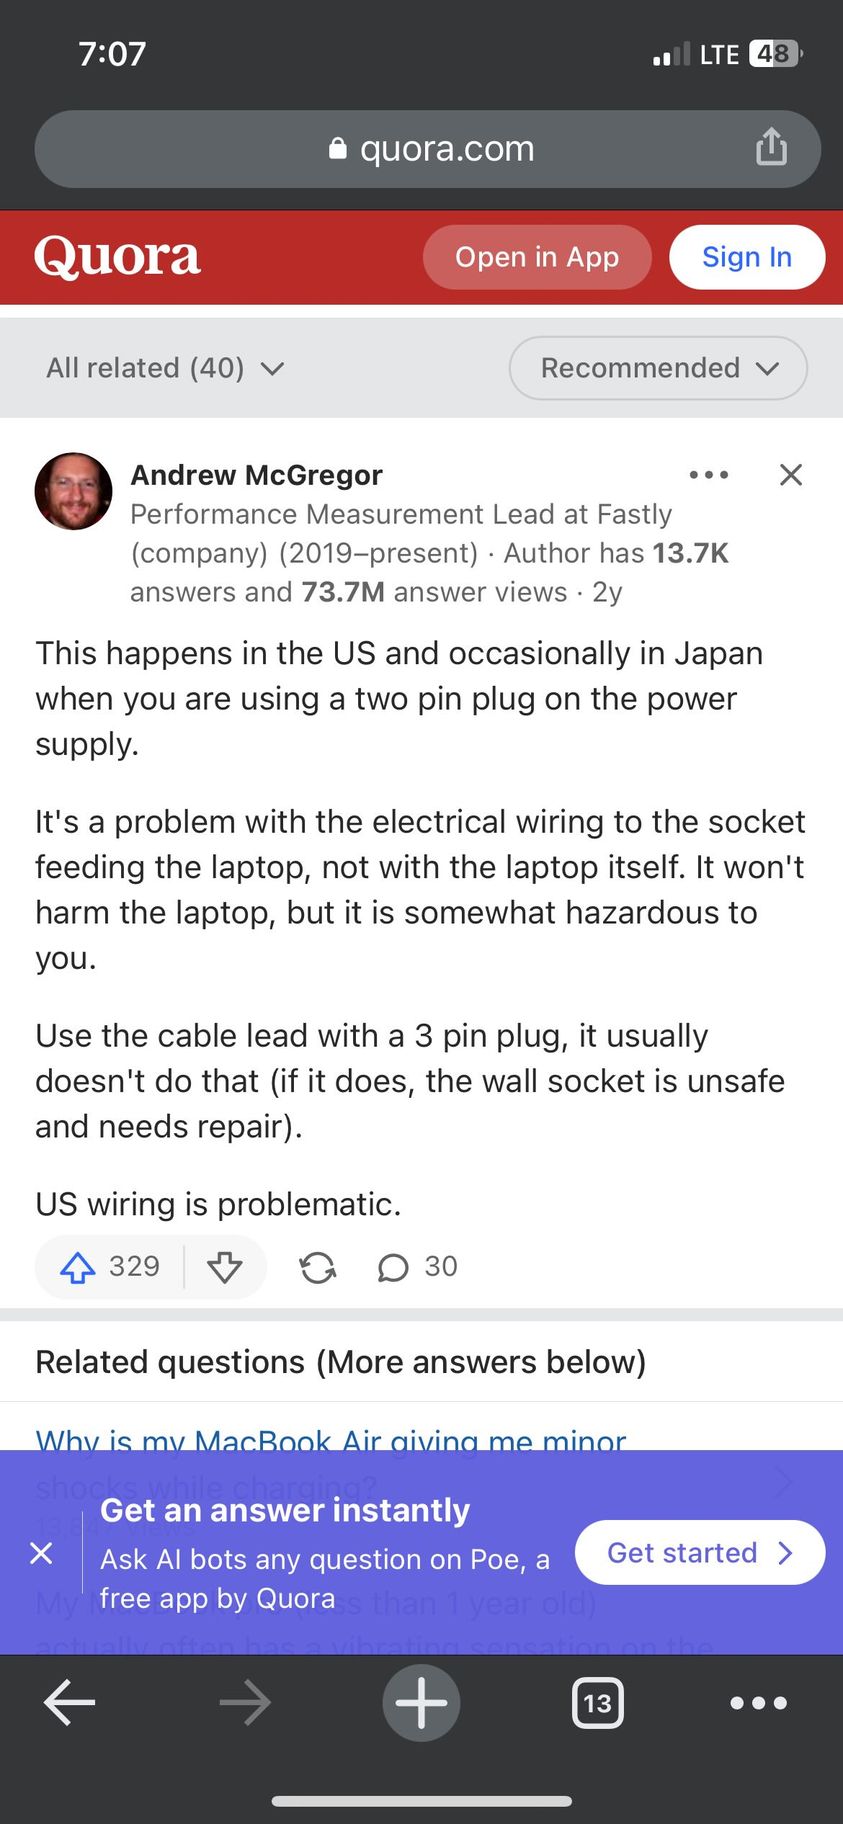 7:07
LTE 48
quora.com
Quora
Open in App
Sign In
All related (40)
Recommended
Andrew McGregor
Performance Measurement Lead at Fastly
(company) (2019–present) · Author has 13.7K
answers and 73.7M answer views · 2y
This happens in the US and occasionally in Japan
when you are using a two pin plug on the power
supply.
It's a problem with the electrical wiring to the socket
feeding the laptop, not with the laptop itself. It won't
harm the laptop, but it is somewhat hazardous to
you.
Use the cable lead with a 3 pin plug, it usually
doesn't do that (if it does, the wall socket is unsafe
and needs repair).
US wiring is problematic.
329
30
Related questions (More answers below)
Why is my MacBook Air giving me minor
shocks while charging?
Get an answer instantly
views
Ask AI bots any question on Poe, a
free app by Quora
Get started
My (less than 1 year old)
actually often has a vibrating sensation on the
13